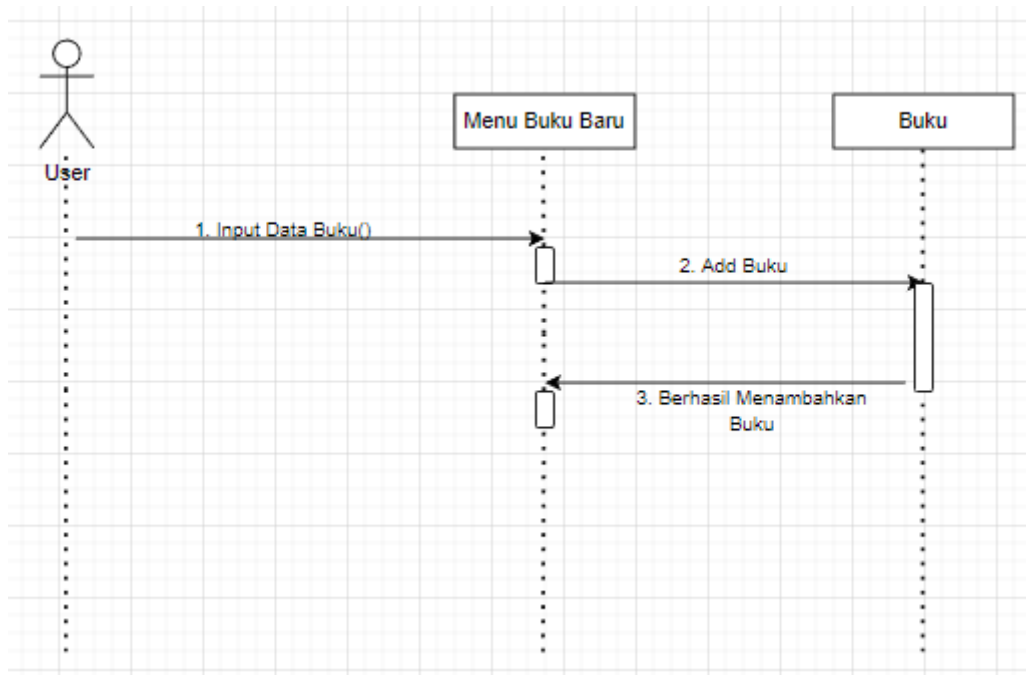 Menu Buku Baru
Buku
User
1. Input Data Buku()
2. Add Buku
3. Berhasil Menambahkan
Buku